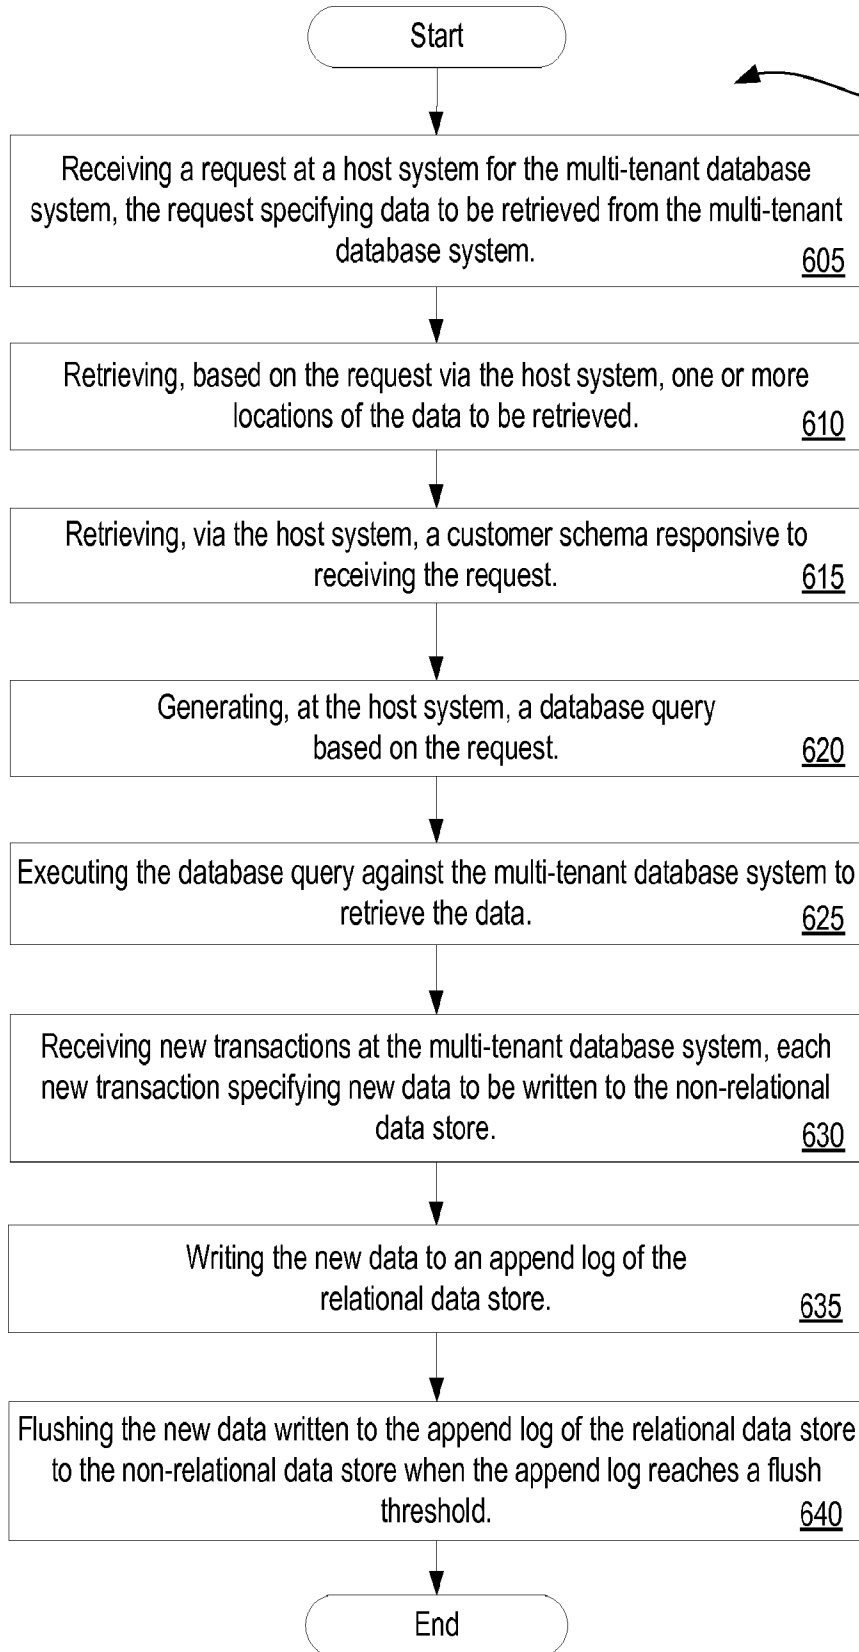 Start
Receiving a request at a host system for the multi-tenant database
system, the request specifying data to be retrieved from the multi-tenant
database system.
605
Retrieving, based on the request via the host system, one or more
locations of the data to be retrieved.
610
Retrieving, via the host system, a customer schema responsive to
receiving the request.
615
Generating, at the host system, a database query
based on the request.
620
Executing the database query against the multi-tenant database system to
retrieve the data.
625
Receiving new transactions at the multi-tenant database system, each
new transaction specifying new data to be written to the non-relational
data store.
630
Writing the new data to an append log of the
relational data store.
635
Flushing the new data written to the append log of the relational data store
to the non-relational data store when the append log reaches a flush
threshold.
640
End